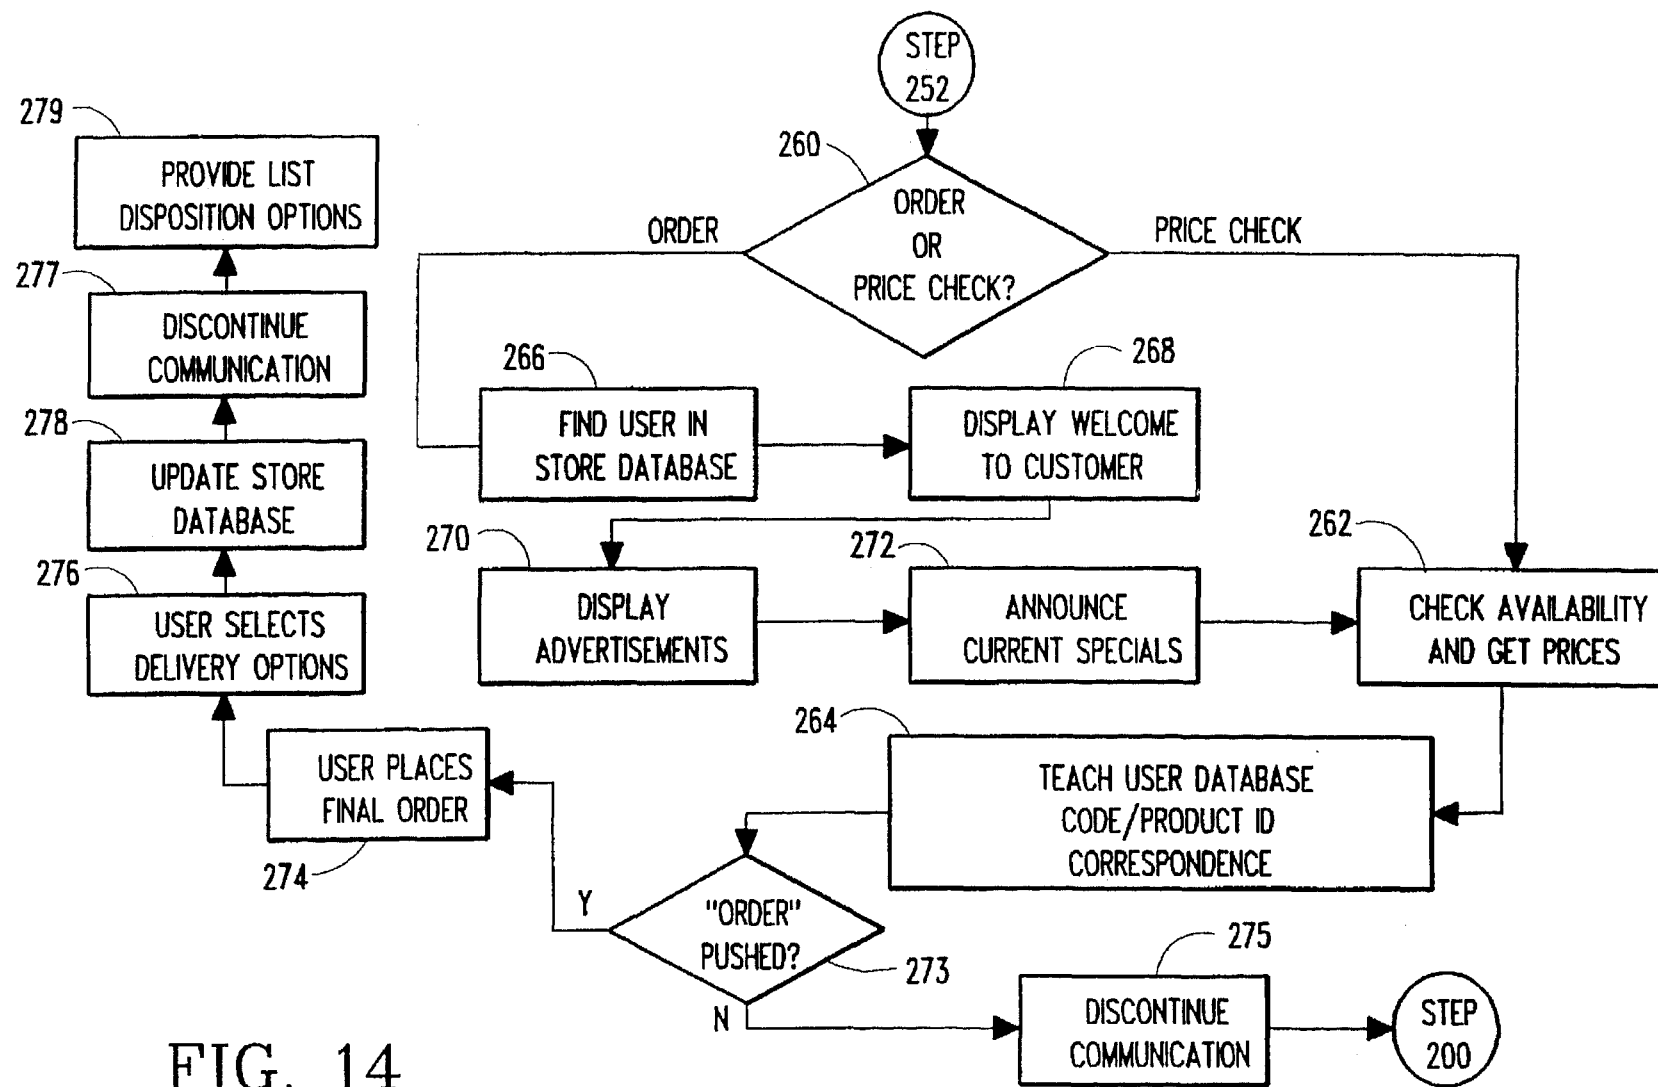 STEP
252
260
ORDER
OR
PRICE CHECK?
ORDER
PRICE CHECK
279
PROVIDE LIST
DISPOSITION OPTIONS
277
DISCONTINUE
COMMUNICATION
278
UPDATE STORE
DATABASE
276
USER SELECTS
DELIVERY OPTIONS
266
FIND USER IN
STORE DATABASE
268
DISPLAY WELCOME
TO CUSTOMER
270
DISPLAY
ADVERTISEMENTS
272
ANNOUNCE
CURRENT SPECIALS
262
CHECK AVAILABILITY
AND GET PRICES
264
TEACH USER DATABASE
CODE/PRODUCT ID
CORRESPONDENCE
USER PLACES
FINAL ORDER
274
Y
"ORDER"
PUSHED?
273
N
275
DISCONTINUE
COMMUNICATION
STEP
200
FIG. 14